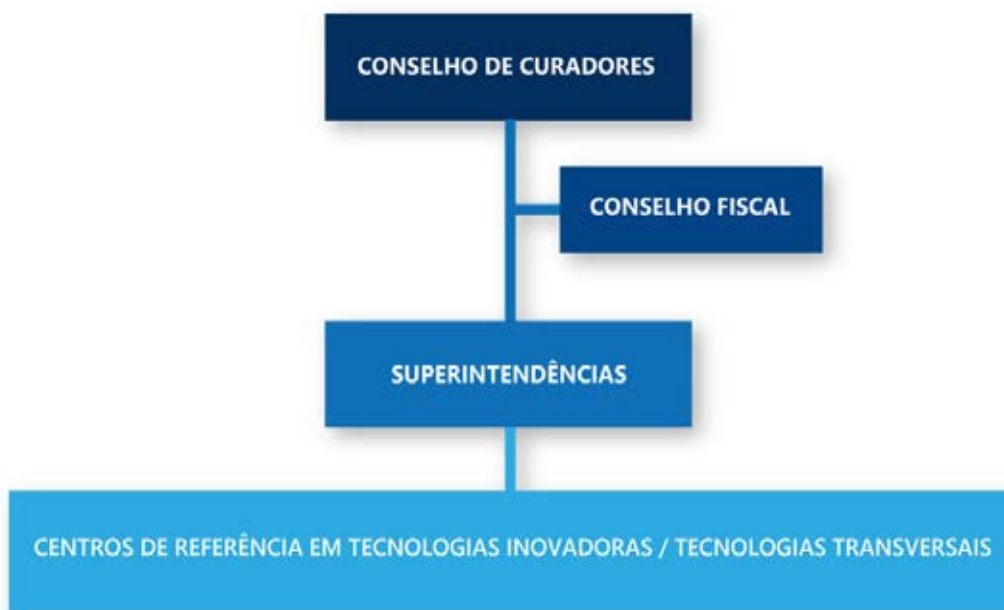 CONSELHO DE CURADORES
CONSELHO FISCAL
SUPERINTENDÊNCIAS
CENTROS DE REFERÊNCIA EM TECNOLOGIAS INOVADORAS / TECNOLOGIAS TRANSVERSAIS